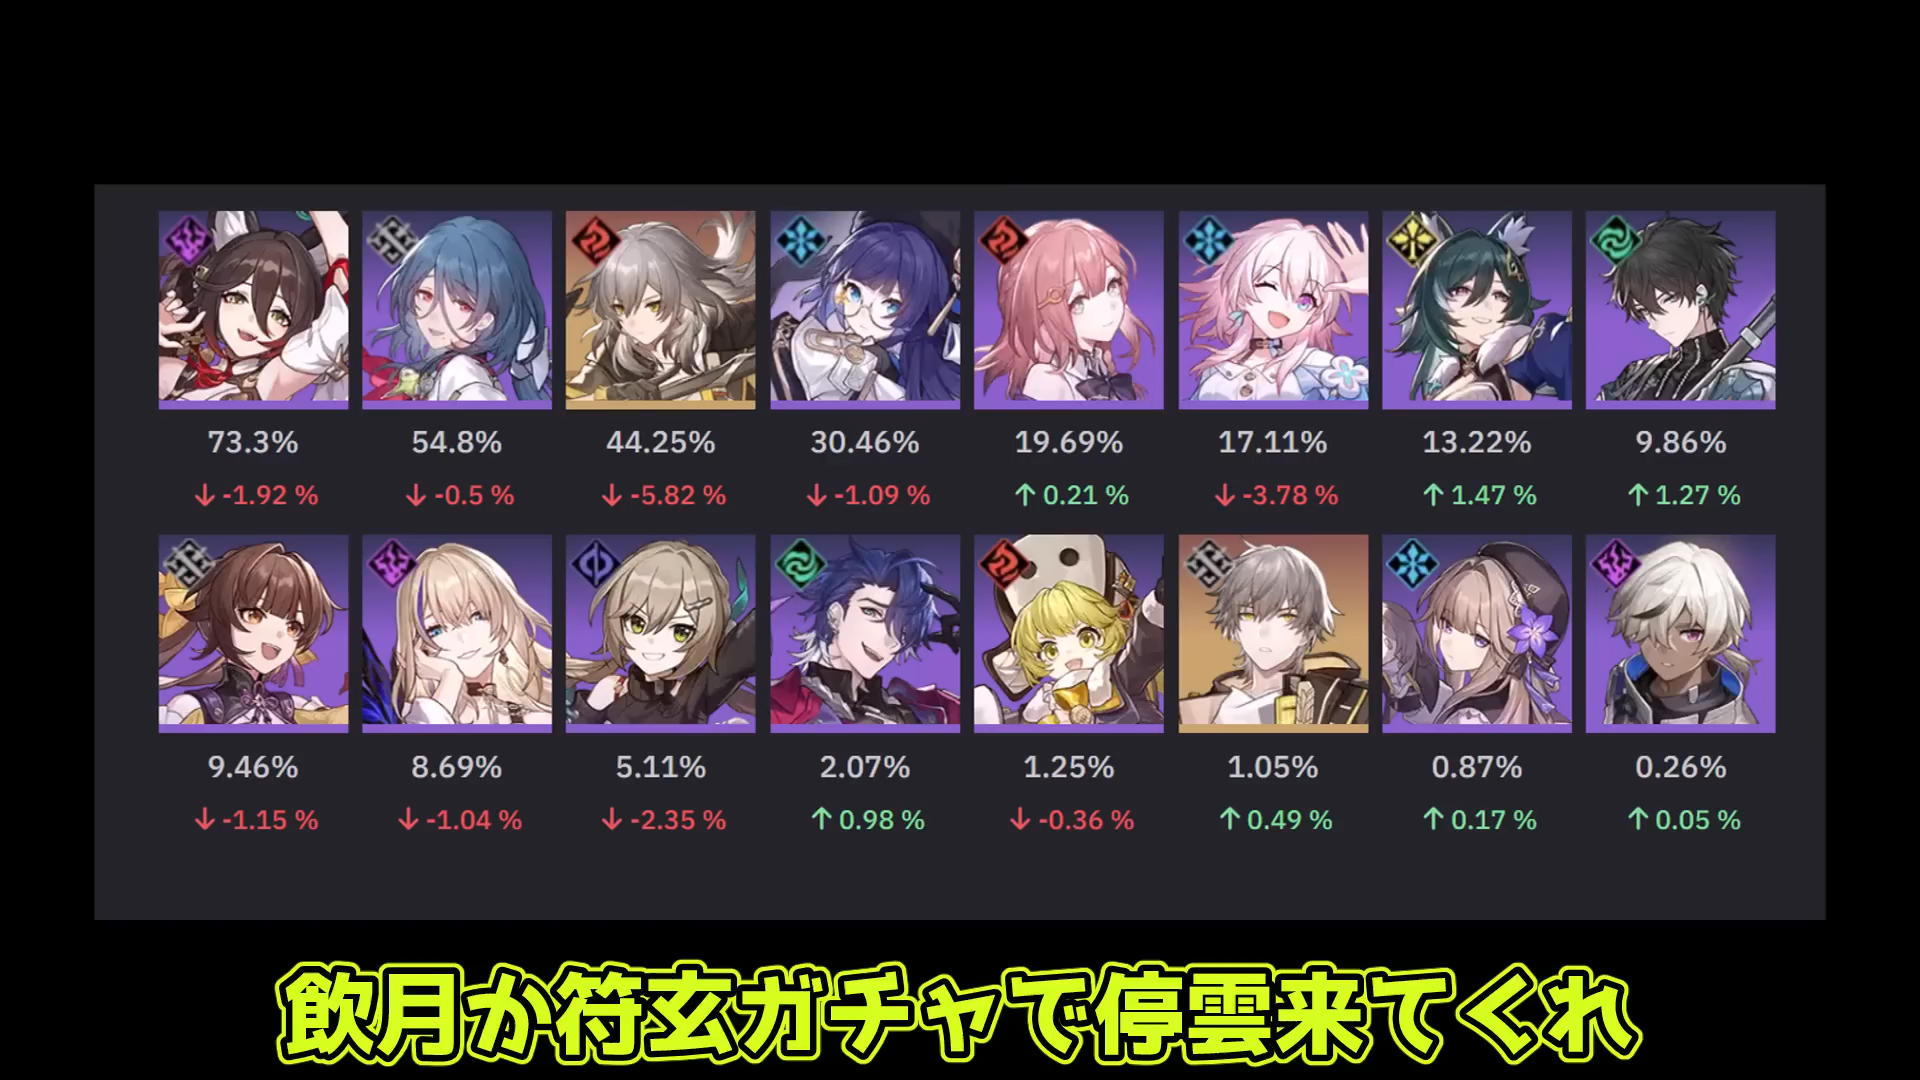 73.3% 54.8% 44.25% 30.46% 19.69% 17.11% 13.22% 9.86%
↓ -1.92 % ↓ -0.5 % ↓ -5.82 % ↓ -1.09 % ↑ 0.21 % ↓ -3.78 % ↑ 1.47 % ↑ 1.27 %
9.46% 8.69% 5.11% 2.07% 1.25% 1.05% 0.87% 0.26%
↓ -1.15 % ↓ -1.04 % ↓ -2.35 % ↑ 0.98 % ↓ -0.36 % ↑ 0.49 % ↑ 0.17 % ↑ 0.05 %
飲月か符玄ガチャで停雲来てくれ